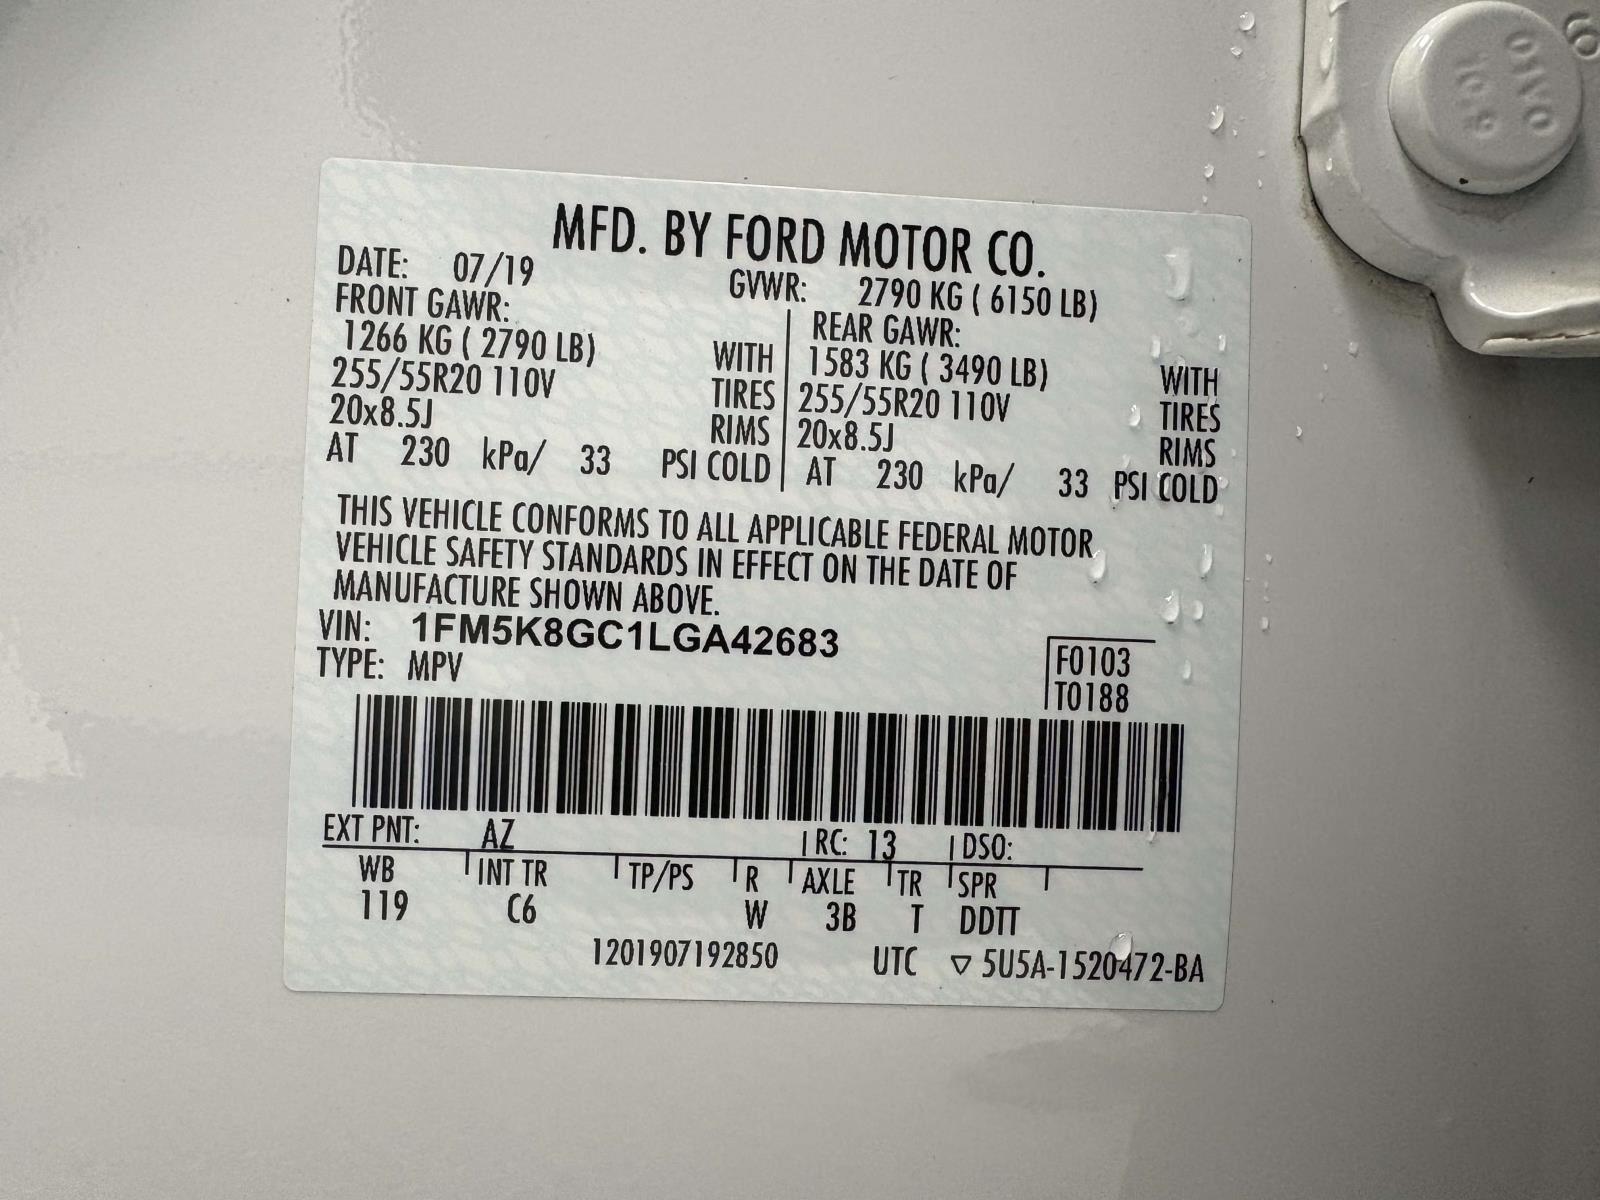 MFD. BY FORD MOTOR CO.
DATE: 07/19 GVWR: 2790 KG ( 6150 LB)
FRONT GAWR: REAR GAWR:
1266 KG ( 2790 LB) WITH 1583 KG ( 3490 LB) WITH
255/55R20 110V TIRES 255/55R20 110V TIRES
20x8.5J RIMS 20x8.5J RIMS
AT 230 kPa/ 33 PSI COLD AT 230 kPa/ 33 PSI COLD
THIS VEHICLE CONFORMS TO ALL APPLICABLE FEDERAL MOTOR
VEHICLE SAFETY STANDARDS IN EFFECT ON THE DATE OF
MANUFACTURE SHOWN ABOVE.
VIN: 1FM5K8GC1LGA42683
TYPE: MPV
F0103
T0188
EXT PNT: AZ RC: 13 DSO:
WB INT TR TP/PS R AXLE TR SPR
119 C6 W 3B T DDTT
1201907192850 UTC ▽ 5U5A-1520472-BA
10.9